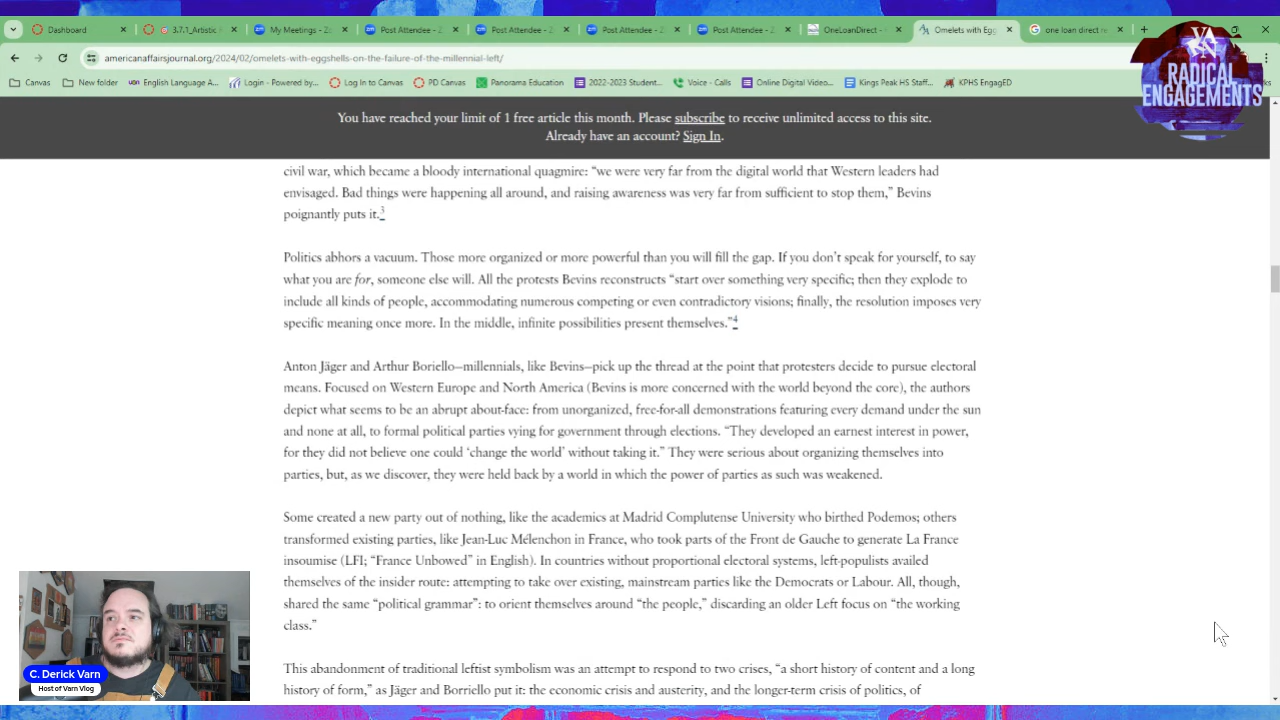 Dashboard
3.7.1_Artistic
My Meetings - Z
Post Attendee - Z
Post Attendee - Z
Post Attendee - Z
Post Attendee - Z
OneLoanDirect -
Omelets with Egg
one loan direct re
americanaffairsjournal.org/2024/02/omelets-with-eggshells-on-the-failure-of-the-millennial-left/
Canvas
New folder
English Language A...
Login - Powered by...
Log In to Canvas
PD Canvas
Panorama Education
2022-2023 Student...
Voice - Calls
Online Digital Video...
Kings Peak HS Staff...
KPHS EngagED
VARN
RADICAL
ENGAGEMENTS
You have reached your limit of 1 free article this month. Please subscribe to receive unlimited access to this site.
Already have an account? Sign In.
civil war, which became a bloody international quagmire: “we were very far from the digital world that Western leaders had
envisaged. Bad things were happening all around, and raising awareness was very far from sufficient to stop them,” Bevins
poignantly puts it.3
Politics abhors a vacuum. Those more organized or more powerful than you will fill the gap. If you don’t speak for yourself, to say
what you are for, someone else will. All the protests Bevins reconstructs “start over something very specific; then they explode to
include all kinds of people, accommodating numerous competing or even contradictory visions; finally, the resolution imposes very
specific meaning once more. In the middle, infinite possibilities present themselves.”4
Anton Jäger and Arthur Boriello—millennials, like Bevins—pick up the thread at the point that protesters decide to pursue electoral
means. Focused on Western Europe and North America (Bevins is more concerned with the world beyond the core), the authors
depict what seems to be an abrupt about-face: from unorganized, free-for-all demonstrations featuring every demand under the sun
and none at all, to formal political parties vying for government through elections. “They developed an earnest interest in power,
for they did not believe one could ‘change the world’ without taking it.” They were serious about organizing themselves into
parties, but, as we discover, they were held back by a world in which the power of parties as such was weakened.
Some created a new party out of nothing, like the academics at Madrid Complutense University who birthed Podemos; others
transformed existing parties, like Jean-Luc Mélenchon in France, who took parts of the Front de Gauche to generate La France
insoumise (LFI; “France Unbowed” in English). In countries without proportional electoral systems, left-populists availed
themselves of the insider route: attempting to take over existing, mainstream parties like the Democrats or Labour. All, though,
shared the same “political grammar”: to orient themselves around “the people,” discarding an older Left focus on “the working
class.”
This abandonment of traditional leftist symbolism was an attempt to respond to two crises, “a short history of content and a long
history of form,” as Jäger and Borriello put it: the economic crisis and austerity, and the longer-term crisis of politics, of
C. Derick Varn
Host of Varn Vlog